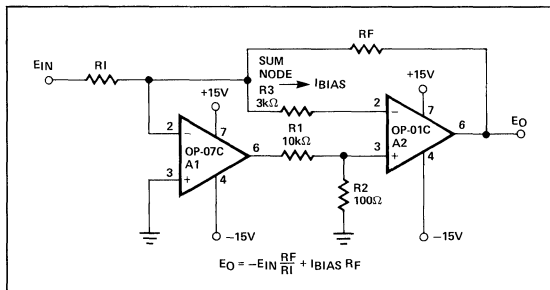 RF
EIN
RI
SUM
NODE
R3
3kΩ
IBIAS
+15V
+15V
EO
2
−
7
OP-07C
A1
6
3
+
4
−15V
R1
10kΩ
2
−
7
OP-01C
A2
6
3
+
4
R2
100Ω
−15V
EO = −EIN RF/RI + IBIAS RF